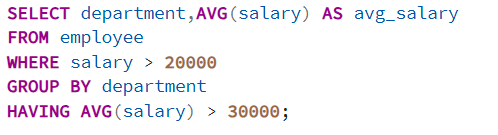 SELECT department,AVG(salary) AS avg_salary
FROM employee
WHERE salary > 20000
GROUP BY department
HAVING AVG(salary) > 30000;